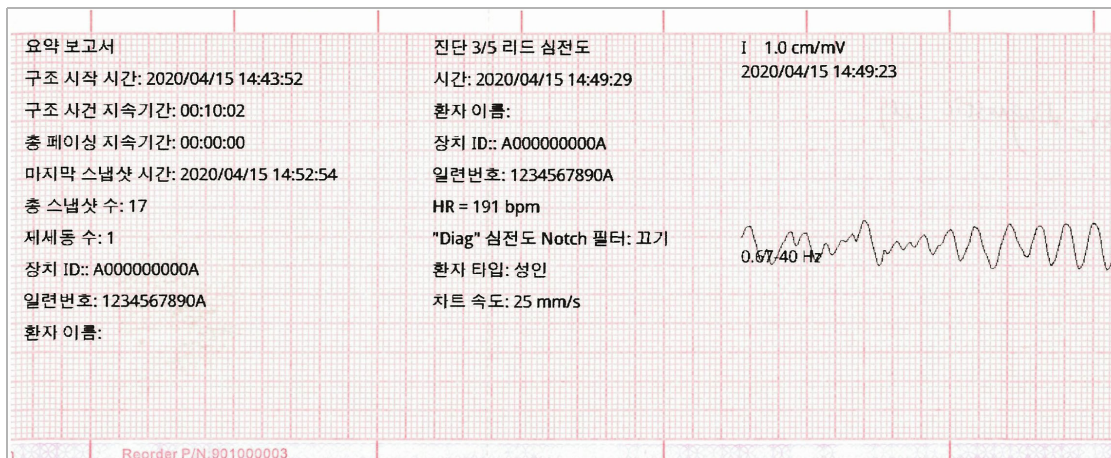 요약 보고서
구조 시작 시간: 2020/04/15 14:43:52
구조 사건 지속기간: 00:10:02
총 페이싱 지속기간: 00:00:00
마지막 스냅샷 시간: 2020/04/15 14:52:54
총 스냅샷 수: 17
제세동 수: 1
장치 ID:: A000000000A
일련번호: 1234567890A
환자 이름:
진단 3/5 리드 심전도
시간: 2020/04/15 14:49:29
환자 이름:
장치 ID:: A000000000A
일련번호: 1234567890A
HR = 191 bpm
"Diag" 심전도 Notch 필터: 끄기
환자 타입: 성인
차트 속도: 25 mm/s
I 1.0 cm/mV
2020/04/15 14:49:23
0.67-40 Hz
Recorder P/N:901000003